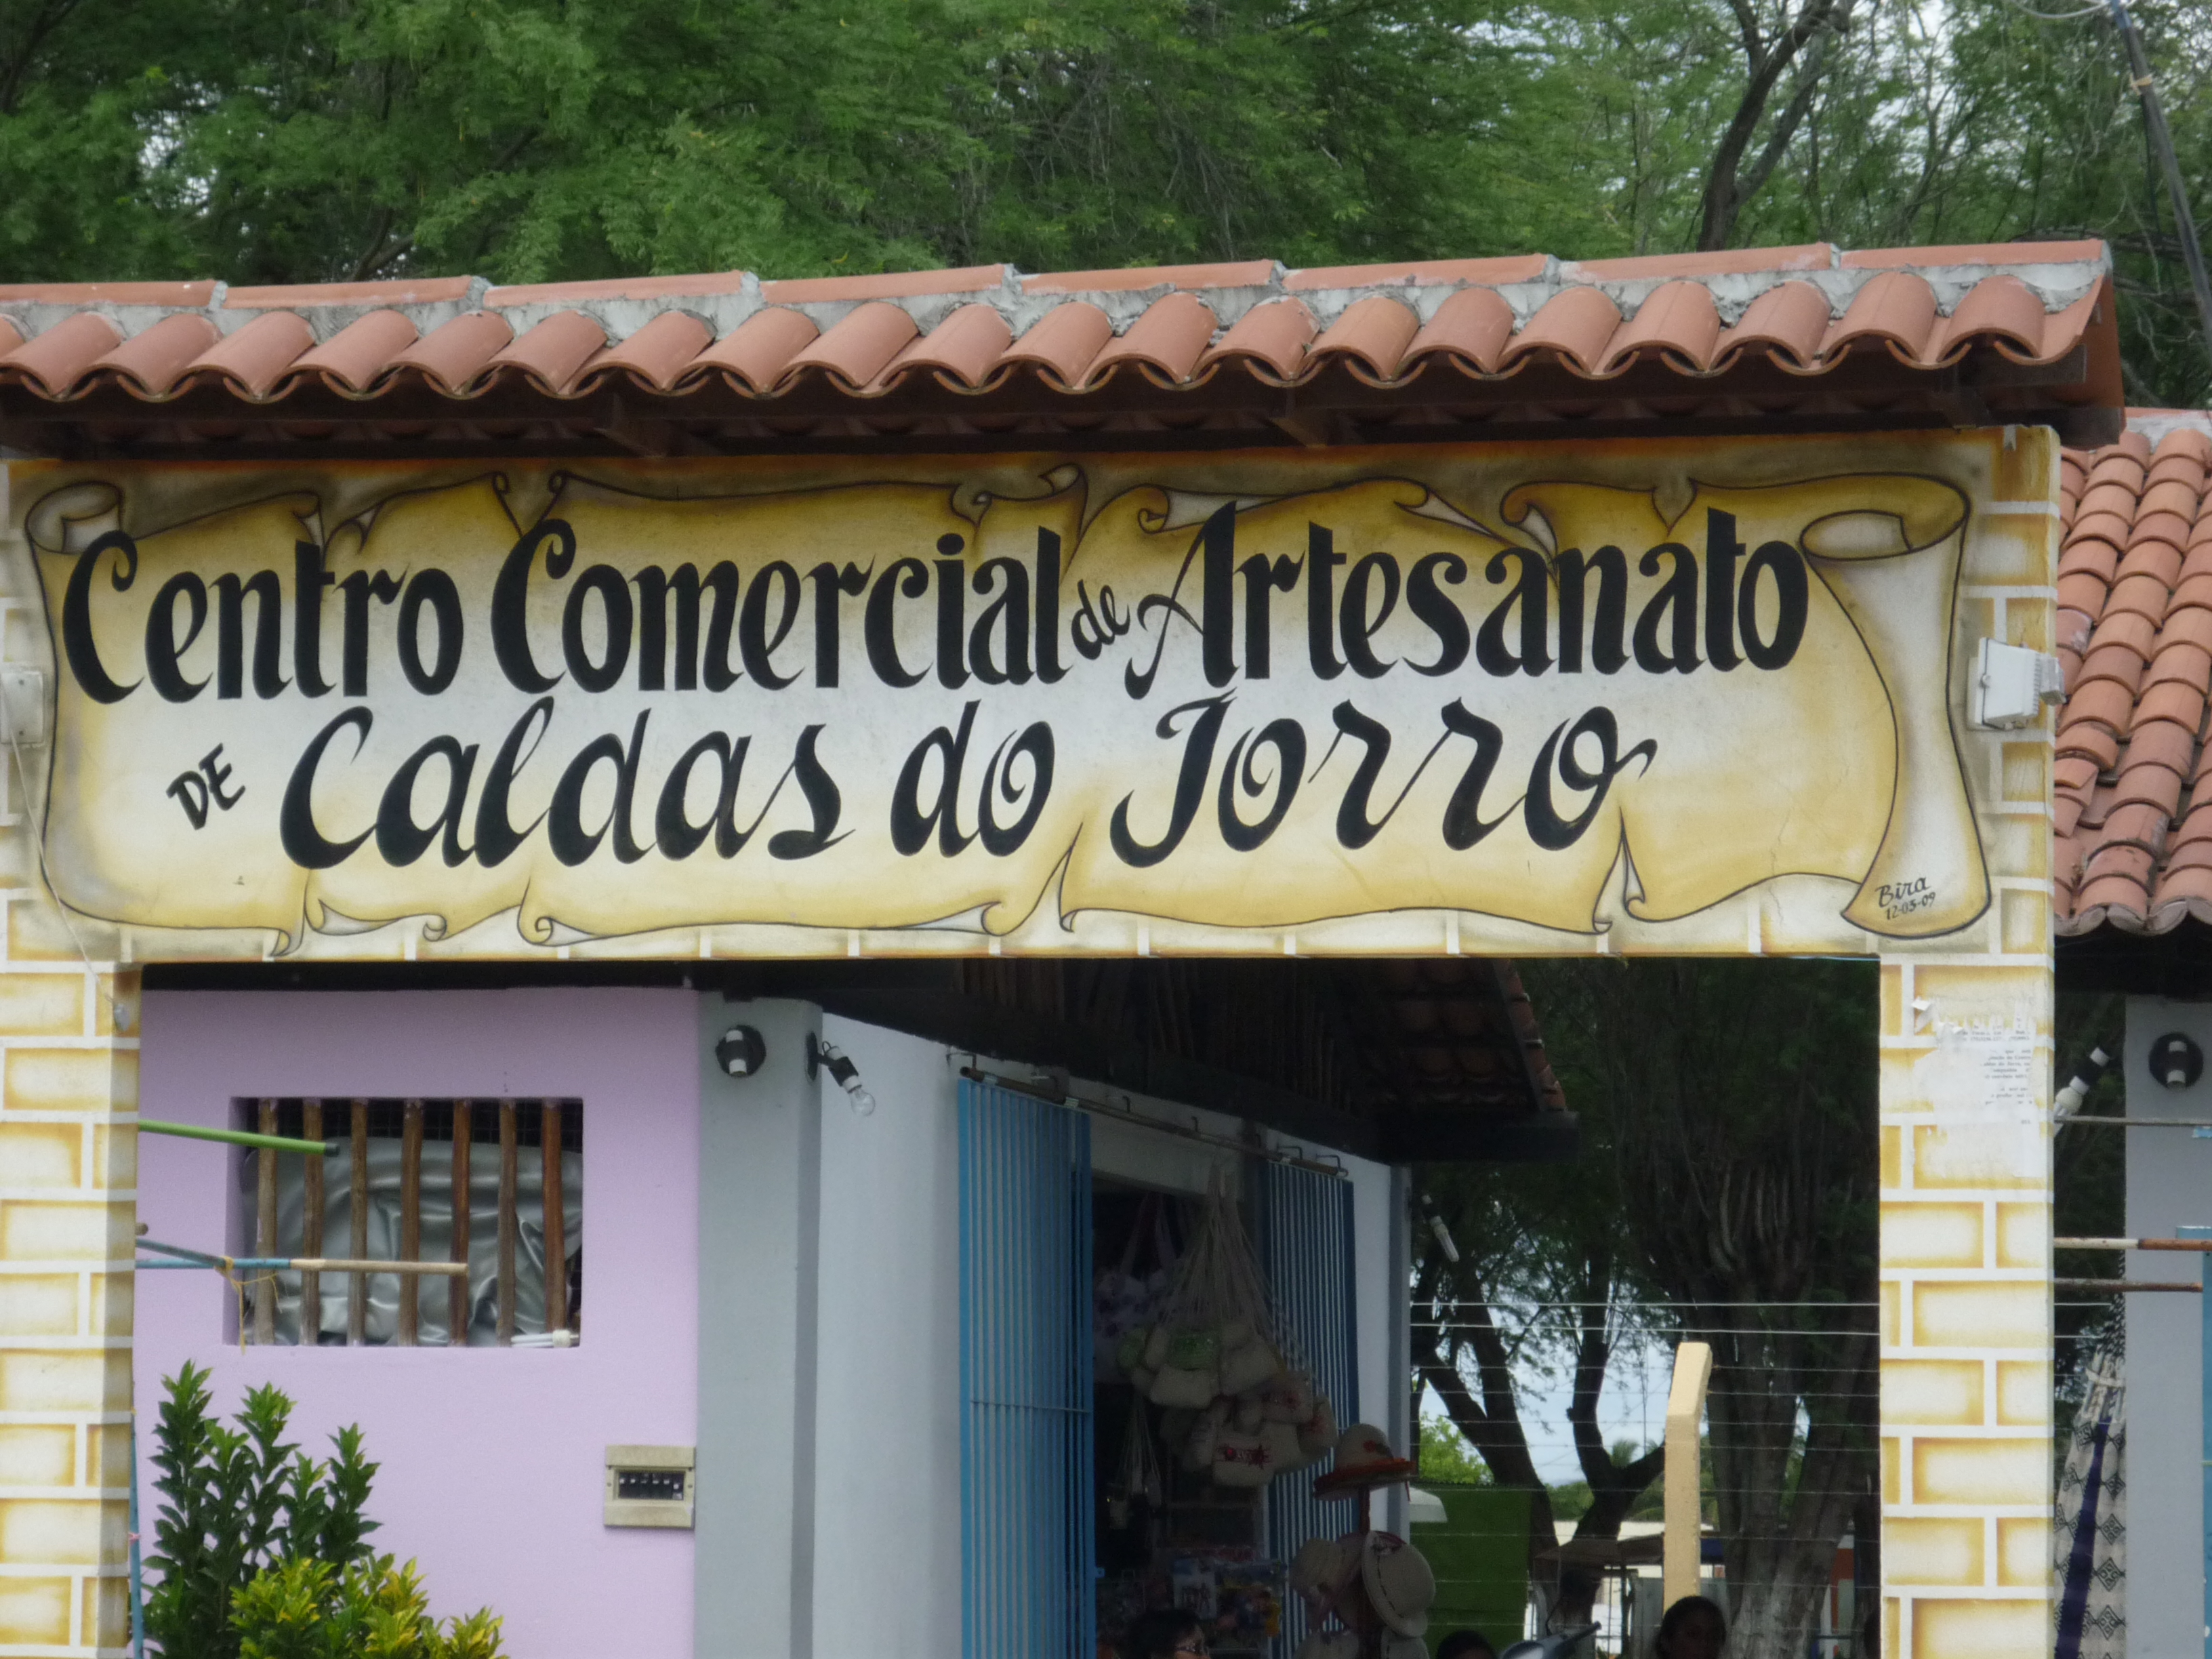 Centro Comercial de Artesanato
DE Caldas do Jorro
Bira
12-03-09